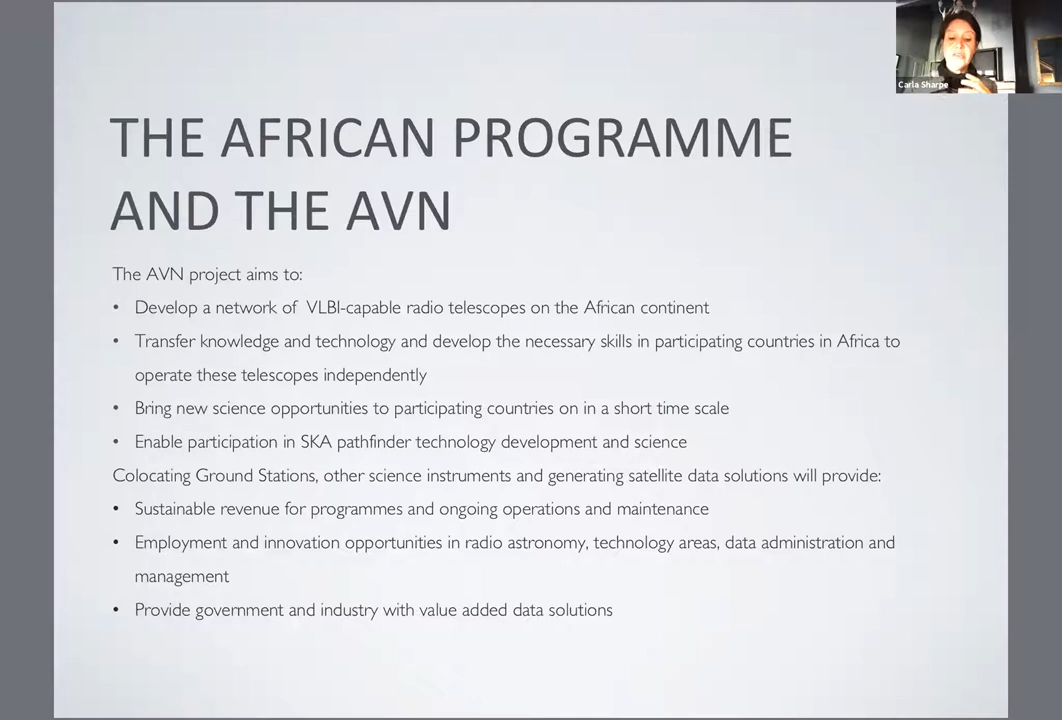 Carla Sharpe
THE AFRICAN PROGRAMME
AND THE AVN
The AVN project aims to:
• Develop a network of VLBI-capable radio telescopes on the African continent
• Transfer knowledge and technology and develop the necessary skills in participating countries in Africa to
operate these telescopes independently
• Bring new science opportunities to participating countries on in a short time scale
• Enable participation in SKA pathfinder technology development and science
Colocating Ground Stations, other science instruments and generating satellite data solutions will provide:
• Sustainable revenue for programmes and ongoing operations and maintenance
• Employment and innovation opportunities in radio astronomy, technology areas, data administration and
management
• Provide government and industry with value added data solutions